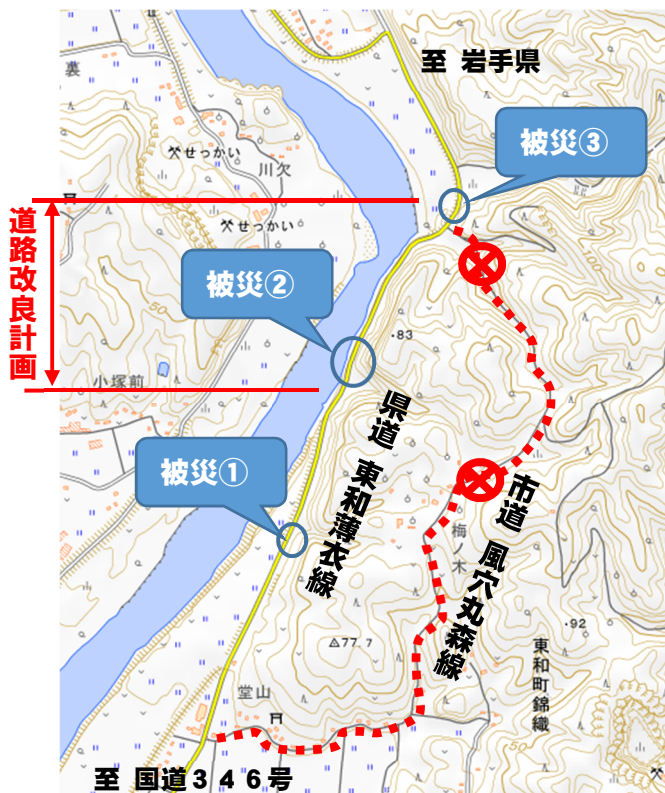 至 岩手県
裏
せっかい
川欠
被災③
道路改良計画
せっかい
被災②
50
・83
小塚前
県道 東和薄衣線
被災①
市道 風穴丸森線
梅ノ木
・92
77.7
東和町錦織
堂山
50
至 国道346号